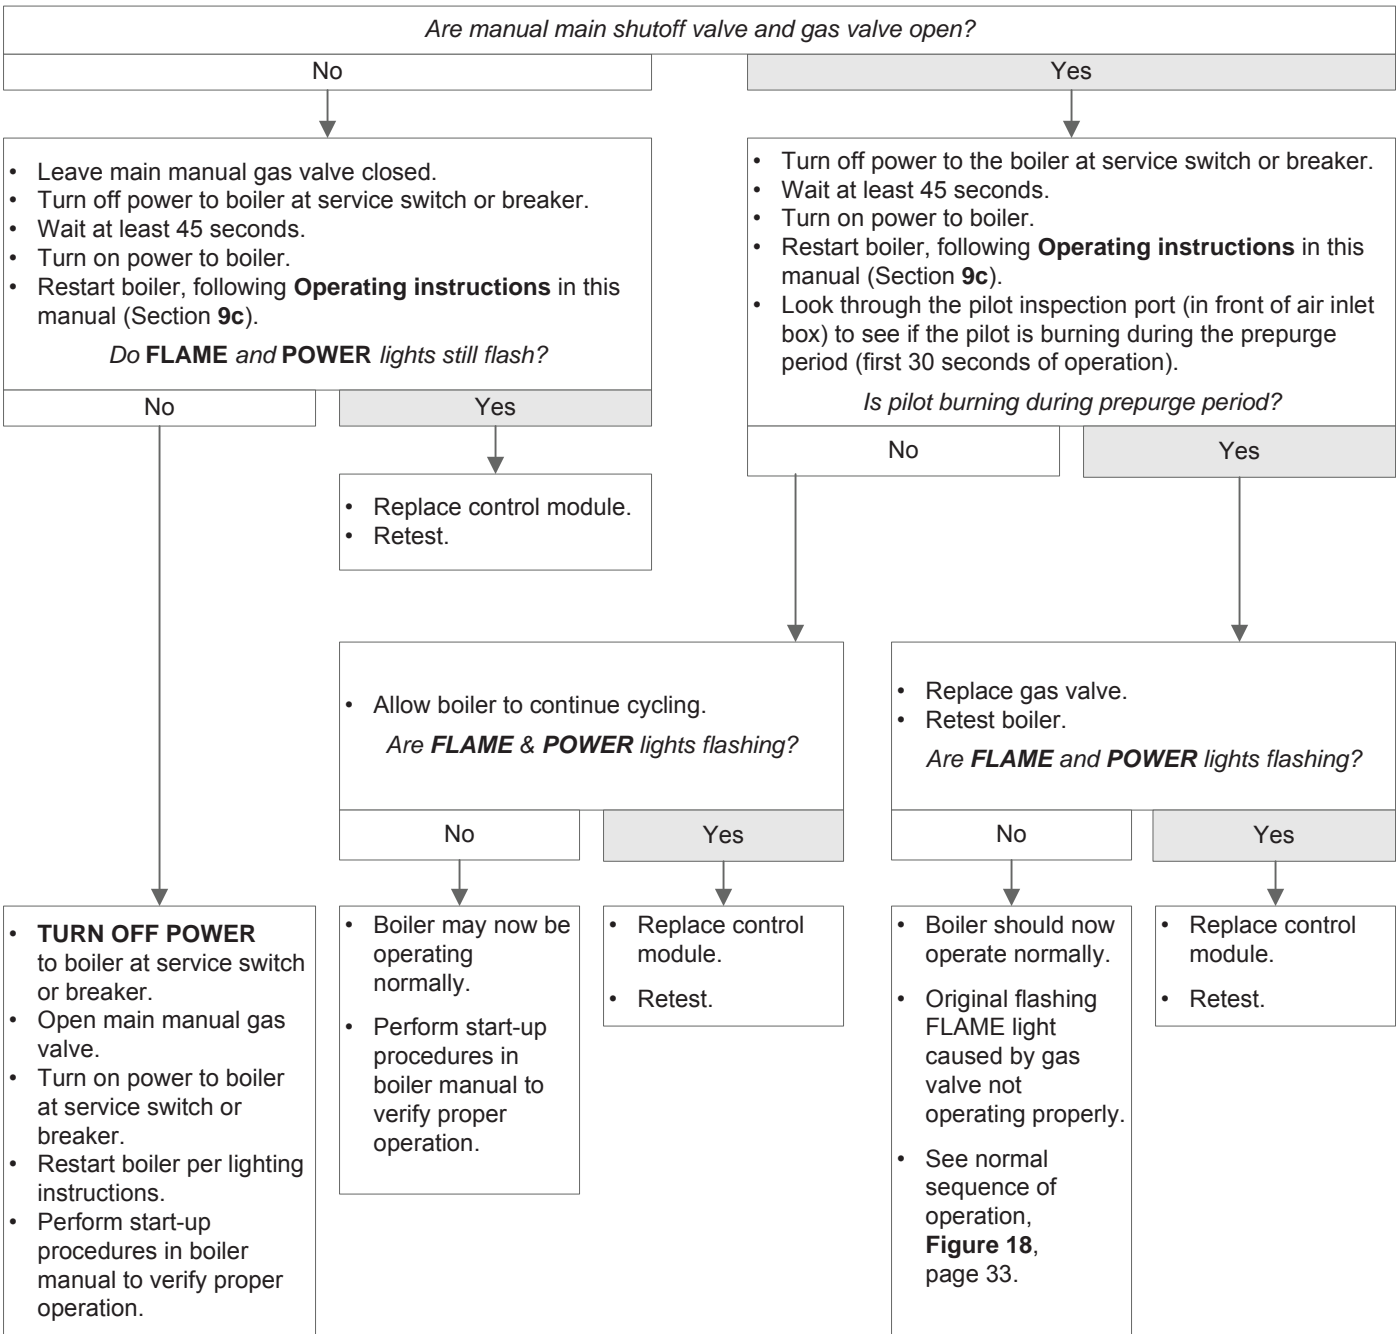 Are manual main shutoff valve and gas valve open?
No
Yes
• Leave main manual gas valve closed.
• Turn off power to boiler at service switch or breaker.
• Wait at least 45 seconds.
• Turn on power to boiler.
• Restart boiler, following Operating instructions in this
manual (Section 9c).
Do FLAME and POWER lights still flash?
No
Yes
• Replace control module.
• Retest.
• Turn off power to the boiler at service switch or breaker.
• Wait at least 45 seconds.
• Turn on power to boiler.
• Restart boiler, following Operating instructions in this
manual (Section 9c).
• Look through the pilot inspection port (in front of air inlet
box) to see if the pilot is burning during the prepurge
period (first 30 seconds of operation).
Is pilot burning during prepurge period?
No
Yes
• Allow boiler to continue cycling.
Are FLAME & POWER lights flashing?
No
Yes
• Replace gas valve.
• Retest boiler.
Are FLAME and POWER lights flashing?
No
Yes
• TURN OFF POWER
to boiler at service switch
or breaker.
• Open main manual gas
valve.
• Turn on power to boiler
at service switch or
breaker.
• Restart boiler per lighting
instructions.
• Perform start-up
procedures in boiler
manual to verify proper
operation.
• Boiler may now be
operating
normally.
• Perform start-up
procedures in
boiler manual to
verify proper
operation.
• Replace control
module.
• Retest.
• Boiler should now
operate normally.
• Original flashing
FLAME light
caused by gas
valve not
operating properly.
• See normal
sequence of
operation,
Figure 18,
page 33.
• Replace control
module.
• Retest.